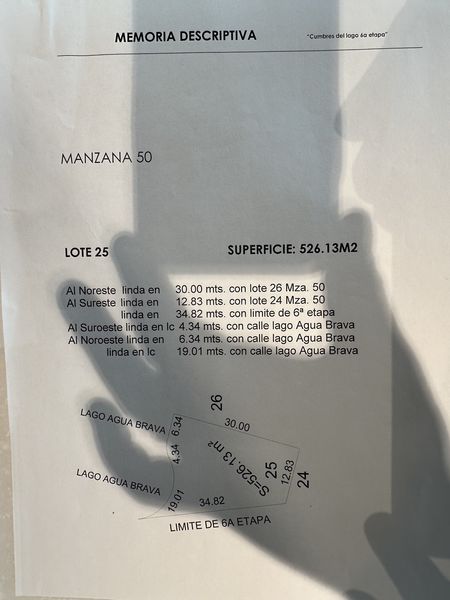 MEMORIA DESCRIPTIVA
"Cumbres del lago 6a etapa"
MANZANA 50
LOTE 25 SUPERFICIE: 526.13M2
Al Noreste linda en 30.00 mts. con lote 26 Mza. 50
Al Sureste linda en 12.83 mts. con lote 24 Mza. 50
linda en 34.82 mts. con limite de 6ª etapa
Al Suroeste linda en lc 4.34 mts. con calle lago Agua Brava
Al Noroeste linda en 6.34 mts. con calle lago Agua Brava
linda en lc 19.01 mts. con calle lago Agua Brava
26
LAGO AGUA BRAVA
6.34
30.00
4.34
S=526.13 m²
25
12.83
24
LAGO AGUA BRAVA
19.01
34.82
LIMITE DE 6A ETAPA